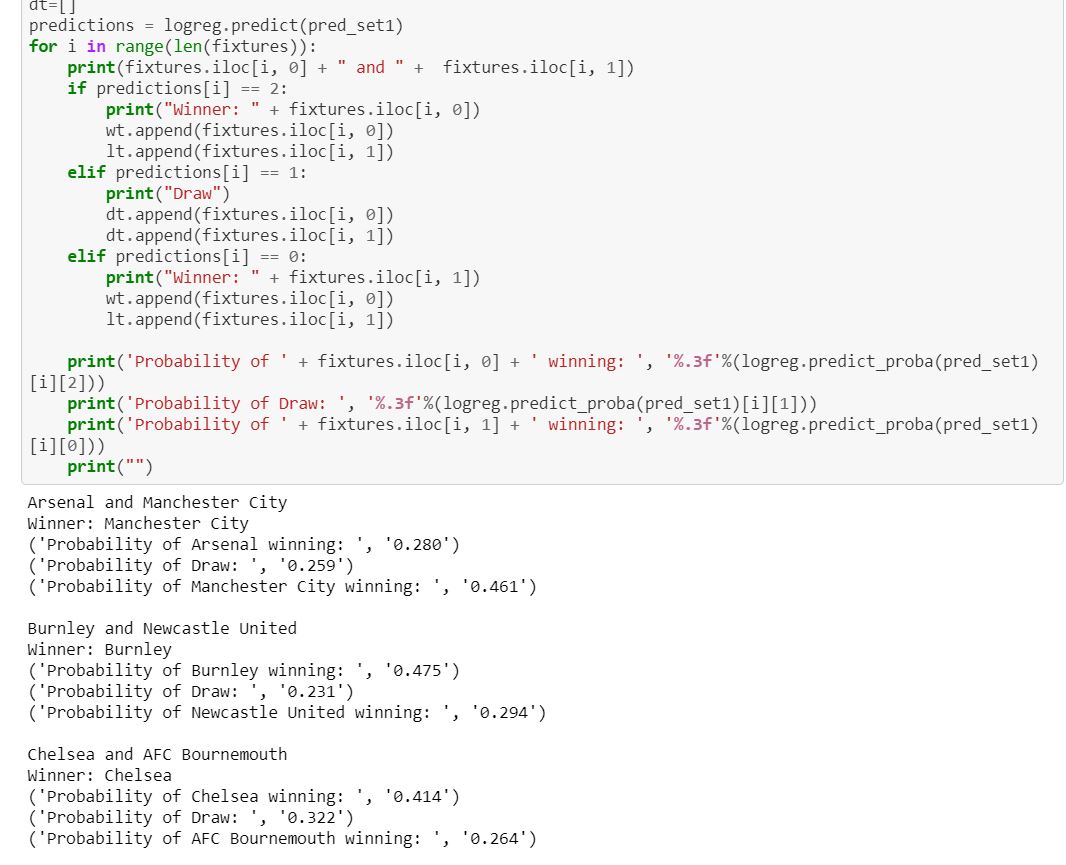 dt=[]
predictions = logreg.predict(pred_set1)
for i in range(len(fixtures)):
    print(fixtures.iloc[i, 0] + " and " +  fixtures.iloc[i, 1])
    if predictions[i] == 2:
        print("Winner: " + fixtures.iloc[i, 0])
        wt.append(fixtures.iloc[i, 0])
        lt.append(fixtures.iloc[i, 1])
    elif predictions[i] == 1:
        print("Draw")
        dt.append(fixtures.iloc[i, 0])
        dt.append(fixtures.iloc[i, 1])
    elif predictions[i] == 0:
        print("Winner: " + fixtures.iloc[i, 1])
        wt.append(fixtures.iloc[i, 0])
        lt.append(fixtures.iloc[i, 1])
    print('Probability of ' + fixtures.iloc[i, 0] + ' winning: ', '%.3f'%(logreg.predict_proba(pred_set1)
[i][2]))
    print('Probability of Draw: ', '%.3f'%(logreg.predict_proba(pred_set1)[i][1]))
    print('Probability of ' + fixtures.iloc[i, 1] + ' winning: ', '%.3f'%(logreg.predict_proba(pred_set1)
[i][0]))
    print("")
Arsenal and Manchester City
Winner: Manchester City
('Probability of Arsenal winning: ', '0.280')
('Probability of Draw: ', '0.259')
('Probability of Manchester City winning: ', '0.461')
Burnley and Newcastle United
Winner: Burnley
('Probability of Burnley winning: ', '0.475')
('Probability of Draw: ', '0.231')
('Probability of Newcastle United winning: ', '0.294')
Chelsea and AFC Bournemouth
Winner: Chelsea
('Probability of Chelsea winning: ', '0.414')
('Probability of Draw: ', '0.322')
('Probability of AFC Bournemouth winning: ', '0.264')